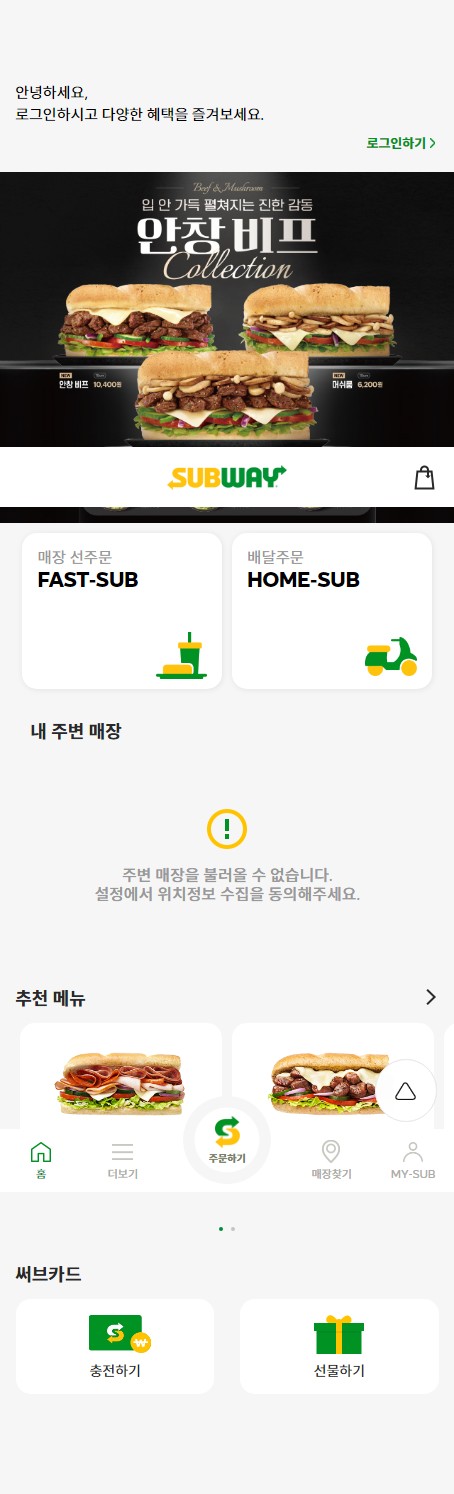 안녕하세요,
로그인하시고 다양한 혜택을 즐겨보세요.
로그인하기
Beef & Mushroom
입 안 가득 펼쳐지는 진한 감동
안창 비프
Collection
NEW
안창 비프 10,400원
NEW
머쉬룸 6,200원
SUBWAY
매장 선주문
FAST-SUB
배달주문
HOME-SUB
내 주변 매장
주변 매장을 불러올 수 없습니다.
설정에서 위치정보 수집을 동의해주세요.
추천 메뉴
홈
더보기
주문하기
매장찾기
MY-SUB
써브카드
충전하기
선물하기